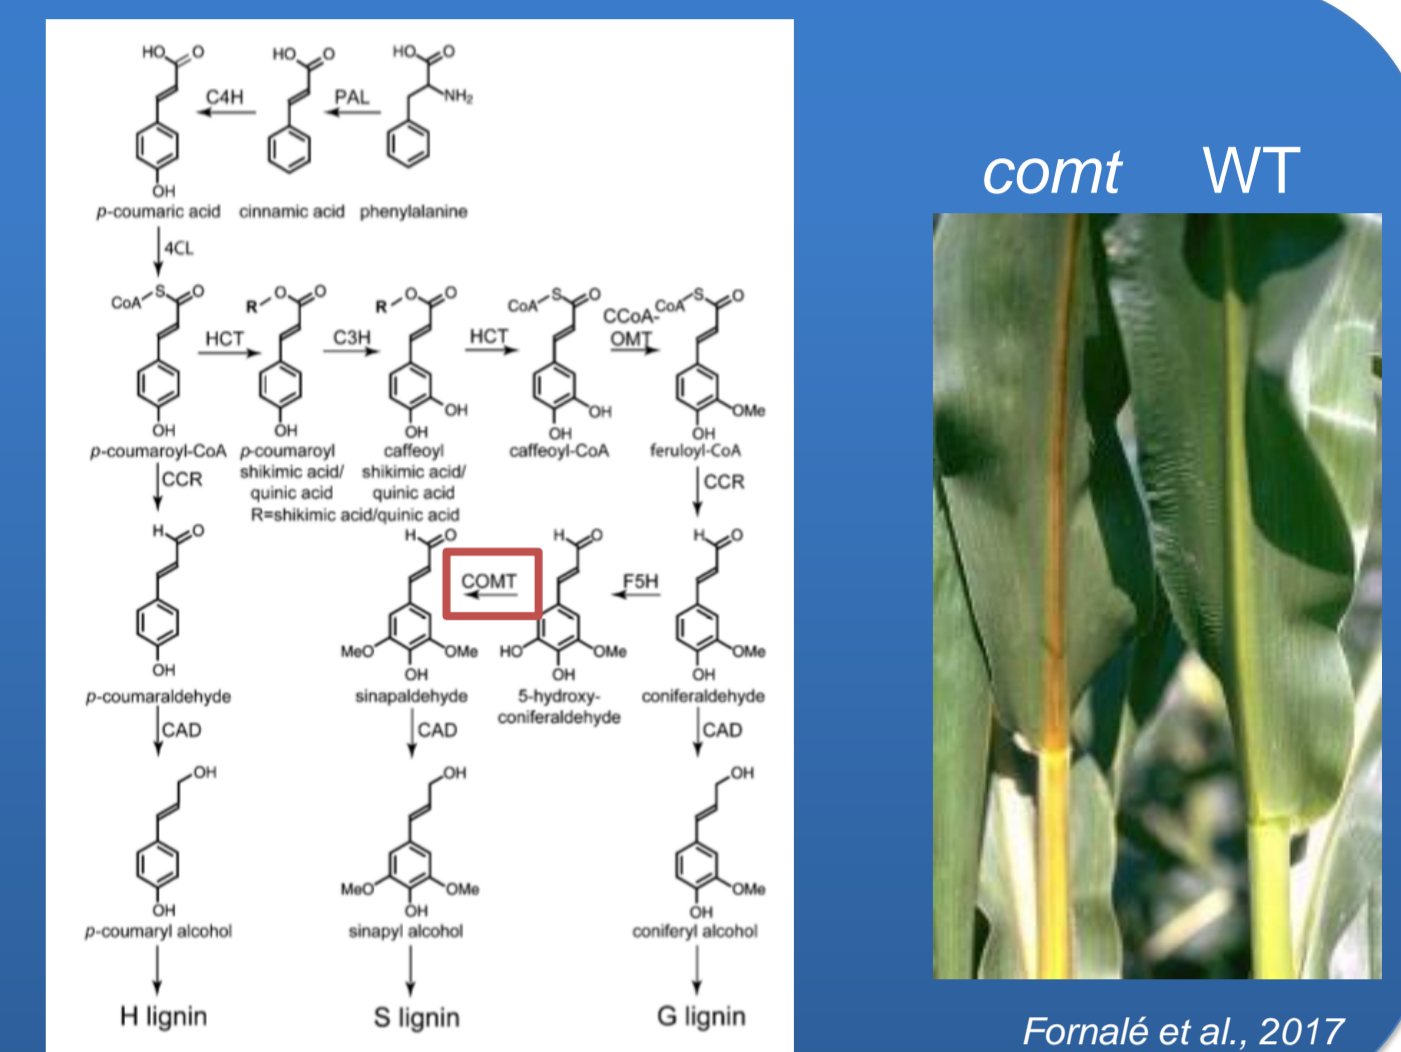 HO O
HO O
HO O
C4H
PAL
NH₂
OH
p-coumaric acid
cinnamic acid
phenylalanine
4CL
CoA S O
R O O
R O O
CoA S O
CCoA-
OMT
CoA S O
HCT
C3H
HCT
OH
OH
OMe
OH
OH
OH
OH
OH
p-coumaroyl-CoA
p-coumaroyl
shikimic acid/
quinic acid
caffeoyl
shikimic acid/
quinic acid
caffeoyl-CoA
feruloyl-CoA
R=shikimic acid/quinic acid
CCR
CCR
H O
H O
H O
H O
COMT
F5H
MeO OMe
HO OMe
OMe
OH
OH
OH
OH
p-coumaraldehyde
sinapaldehyde
5-hydroxy-
coniferaldehyde
coniferaldehyde
CAD
CAD
CAD
OH
OH
OH
MeO OMe
OMe
OH
OH
OH
p-coumaryl alcohol
sinapyl alcohol
coniferyl alcohol
H lignin
S lignin
G lignin
comt WT
Fornalé et al., 2017